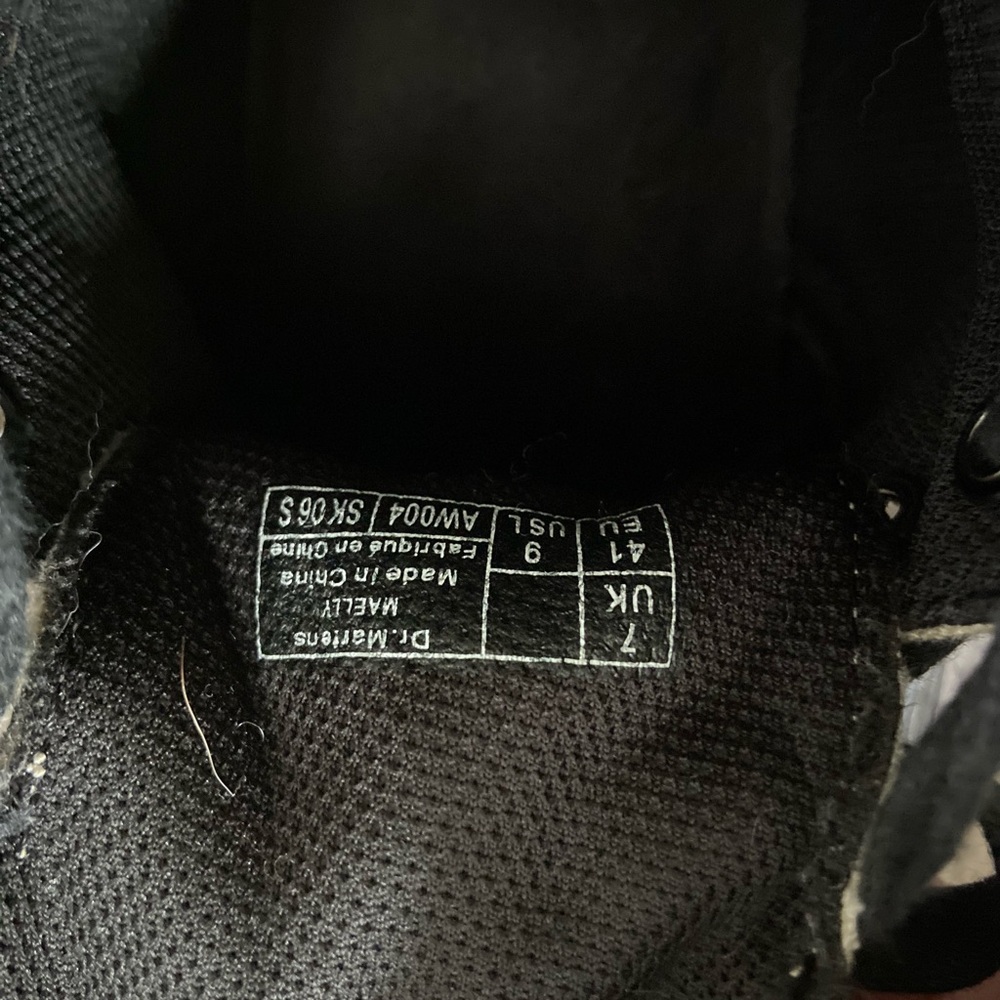 7
UK
41
EU
9
USL
Dr.Martens
MAELLY
Made in China
Fabriqué en Chine
AW004 / SK06S